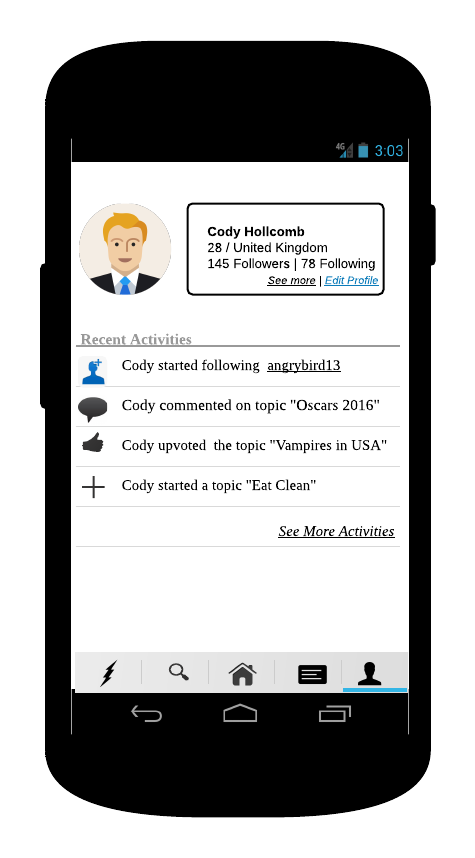 4G 3:03
Cody Hollcomb
28 / United Kingdom
145 Followers | 78 Following
See more | Edit Profile
Recent Activities
Cody started following angrybird13
Cody commented on topic "Oscars 2016"
Cody upvoted the topic "Vampires in USA"
Cody started a topic "Eat Clean"
See More Activities